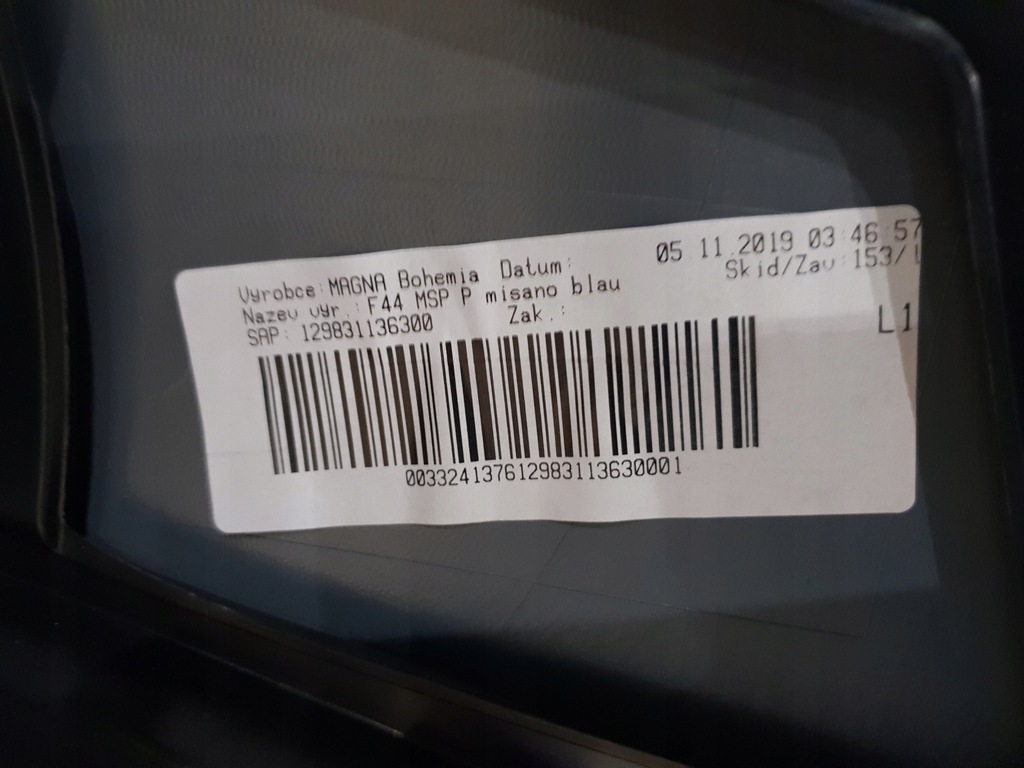 Vyrobce:MAGNA Bohemia Datum: 05 11.2019 03:46:57
Nazev vyr.: F44 MSP P misano blau Skid/Zav:153/
SAP: 129831136300 Zak.: L1
003324137612983113630001